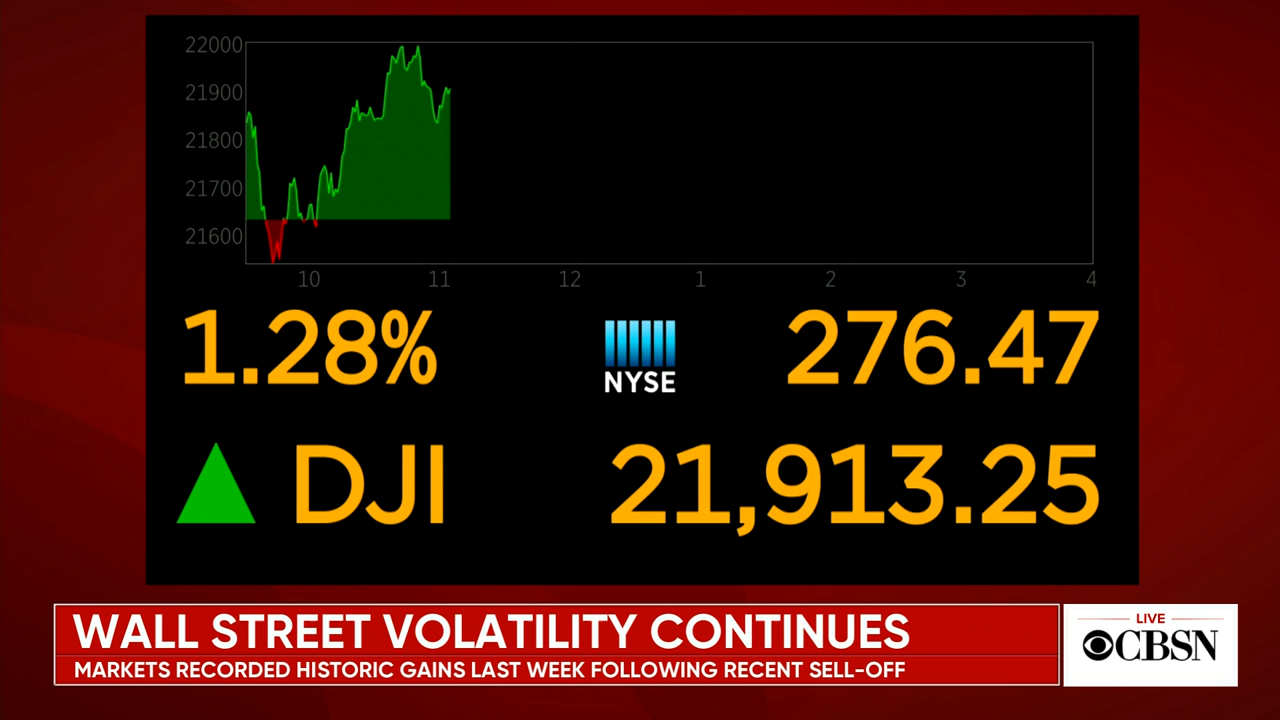 22000
21900
21800
21700
21600
10 11 12 1 2 3 4
1.28% NYSE 276.47
DJI 21,913.25
WALL STREET VOLATILITY CONTINUES
MARKETS RECORDED HISTORIC GAINS LAST WEEK FOLLOWING RECENT SELL-OFF
LIVE
CBSN